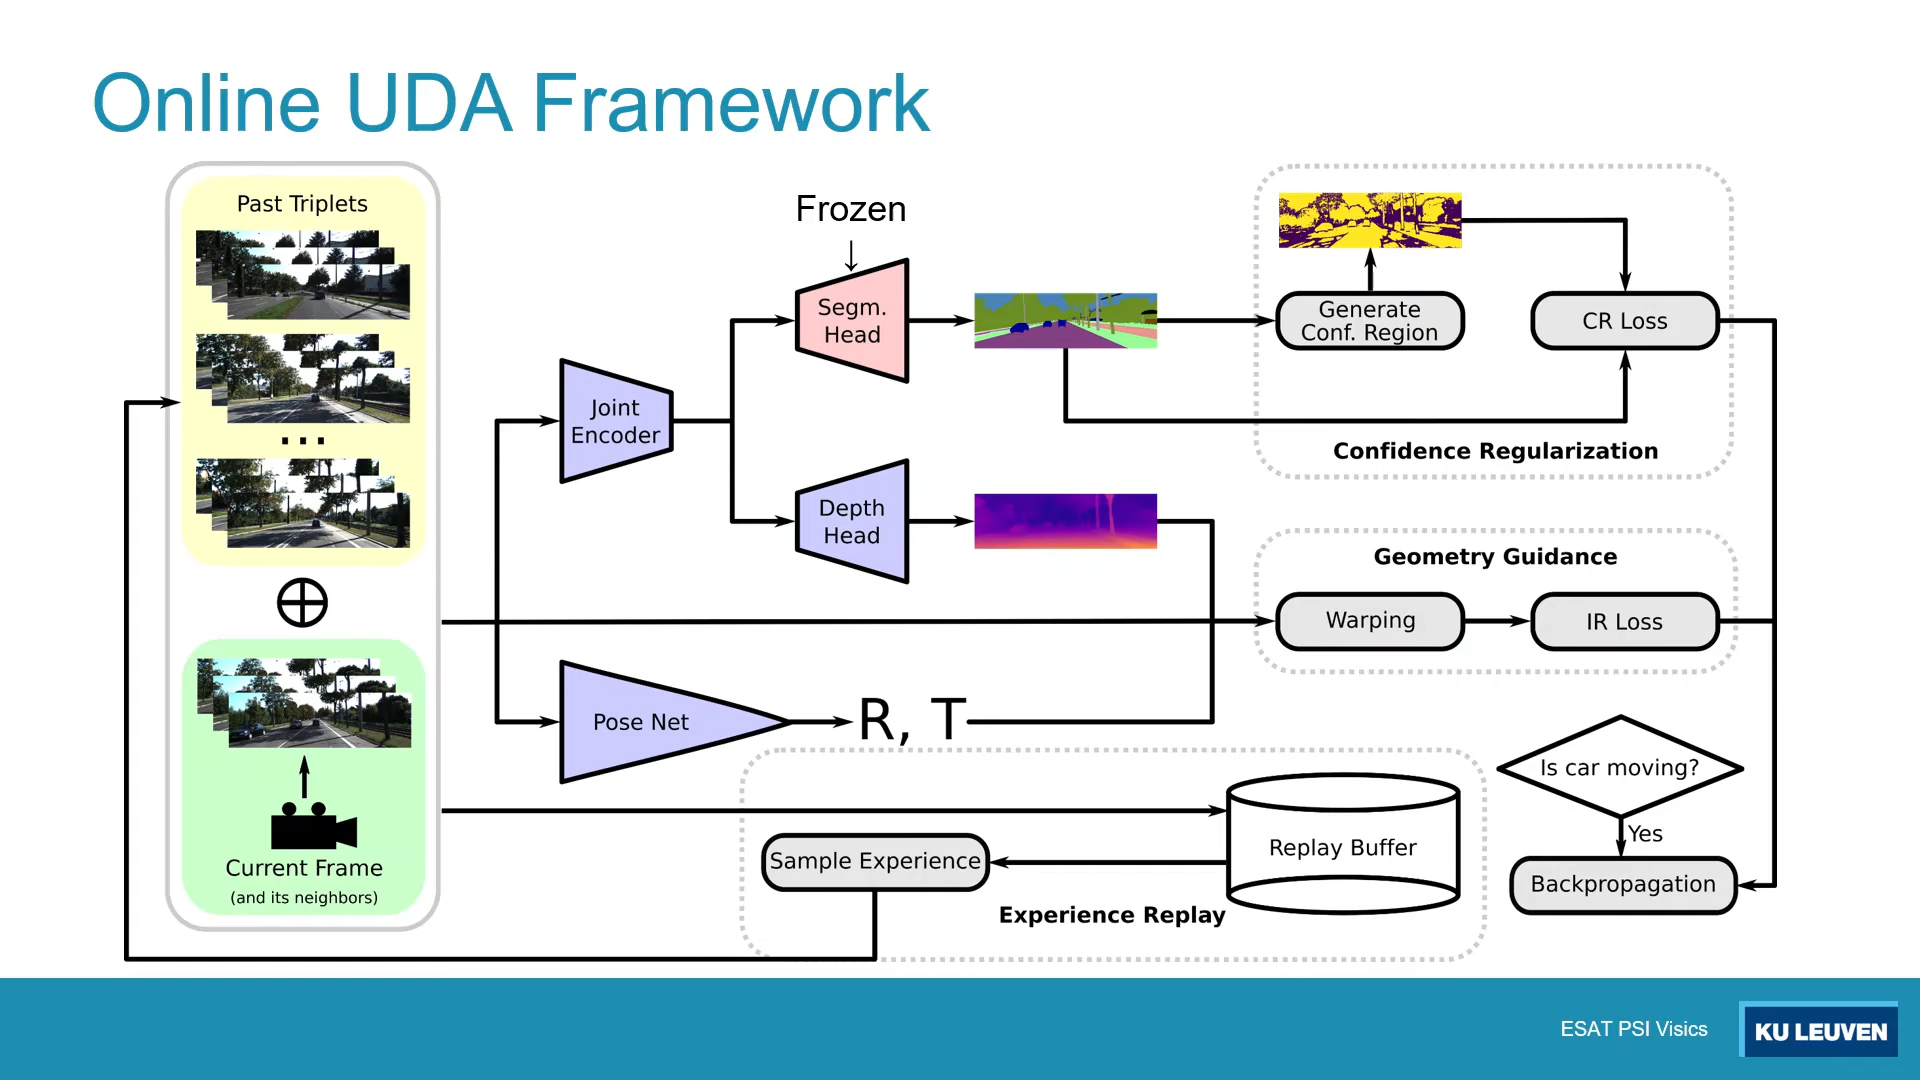 Online UDA Framework
Past Triplets
...
Current Frame
(and its neighbors)
Frozen
Segm.
Head
Joint
Encoder
Depth
Head
Pose Net
R, T
Generate
Conf. Region
CR Loss
Confidence Regularization
Geometry Guidance
Warping
IR Loss
Is car moving?
Yes
Backpropagation
Replay Buffer
Sample Experience
Experience Replay
ESAT PSI Visics
KU LEUVEN